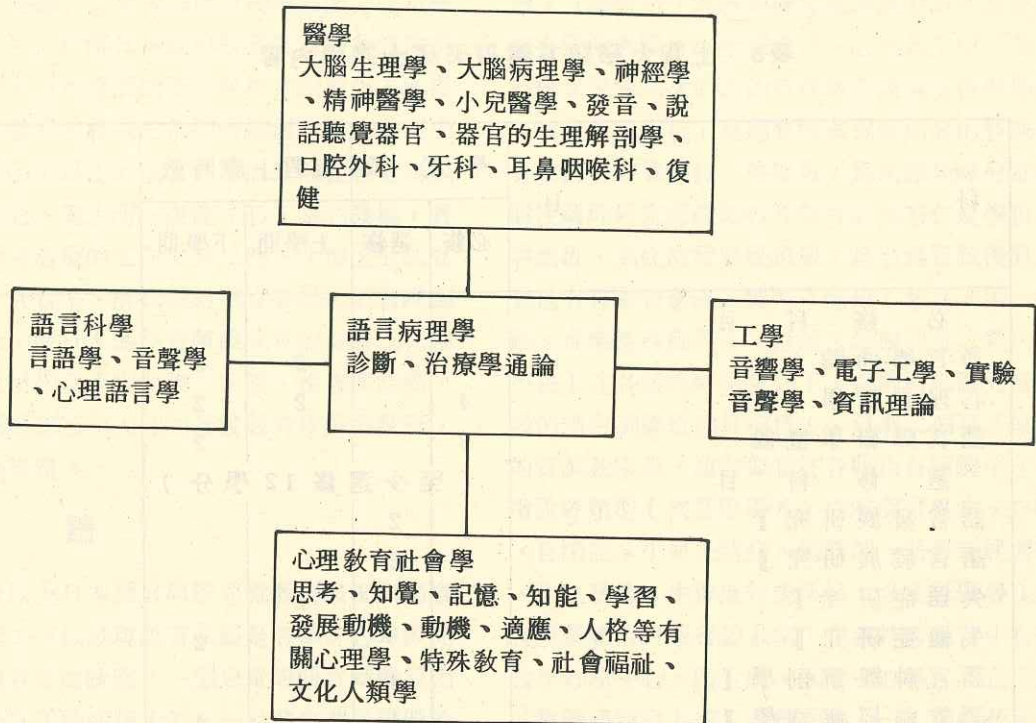 醫學
大腦生理學、大腦病理學、神經學
、精神醫學、小兒醫學、發音、說
話聽覺器官、器官的生理解剖學、
口腔外科、牙科、耳鼻咽喉科、復
健
語言科學
言語學、音聲學
、心理語言學
語言病理學
診斷、治療學通論
工學
音響學、電子工學、實驗
音聲學、資訊理論
心理教育社會學
思考、知覺、記憶、知能、學習、
發展動機、動機、適應、人格等有
關心理學、特殊教育、社會福祉、
文化人類學